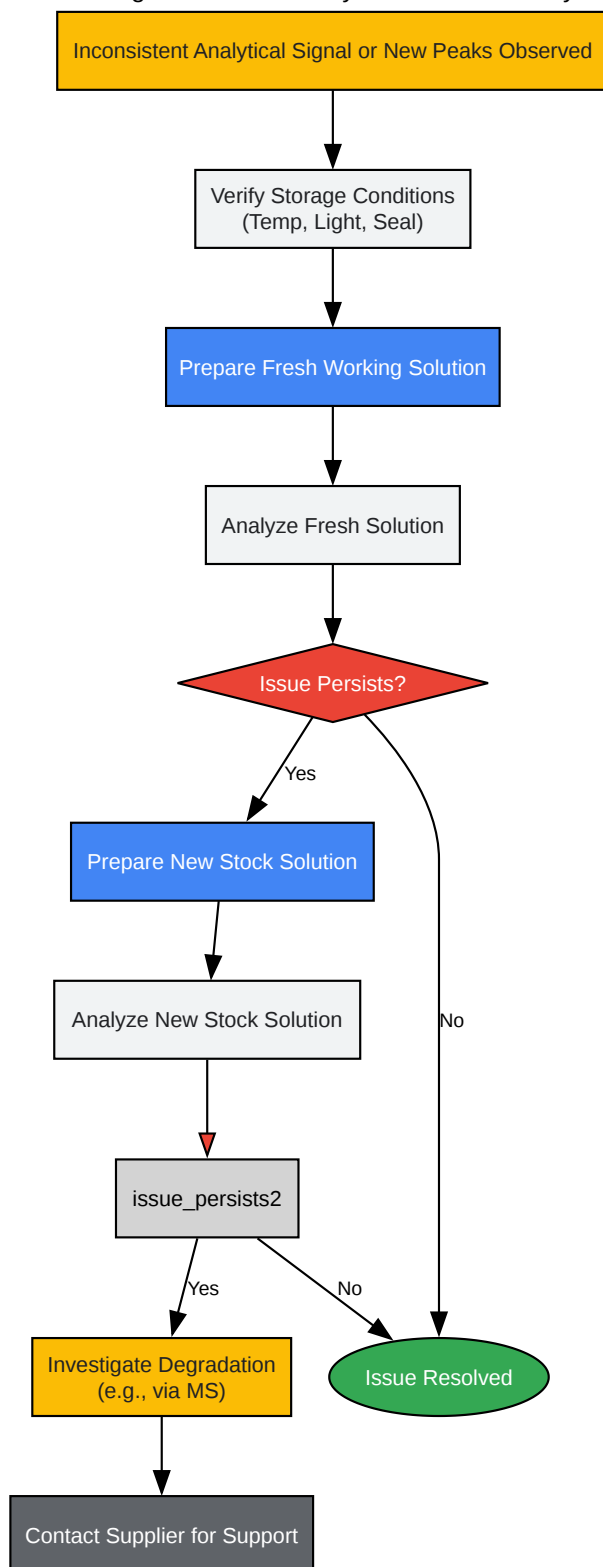 Inconsistent Analytical Signal or New Peaks Observed
Verify Storage Conditions
(Temp, Light, Seal)
Prepare Fresh Working Solution
Analyze Fresh Solution
Issue Persists?
Yes
Prepare New Stock Solution
Analyze New Stock Solution
No
issue_persists2
Yes
No
Investigate Degradation
(e.g., via MS)
Issue Resolved
Contact Supplier for Support